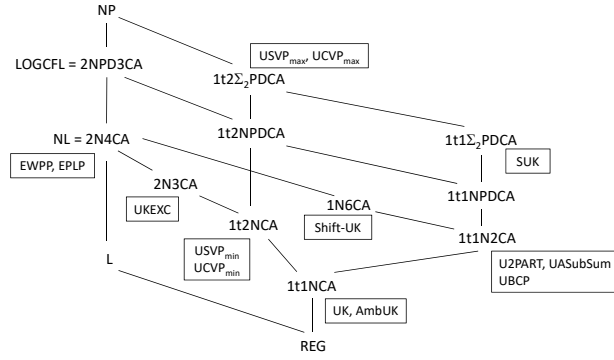 NP
USVPmax, UCVPmax
LOGCFL = 2NPD3CA
1t2Σ2PDCA
1t2NPDCA
1t1Σ2PDCA
NL = 2N4CA
SUK
EWPP, EPLP
2N3CA
1t1NPDCA
UKEXC
1N6CA
1t2NCA
Shift-UK
1t1N2CA
USVPmin
UCVPmin
L
U2PART, UASubSum
UBCP
1t1NCA
UK, AmbUK
REG